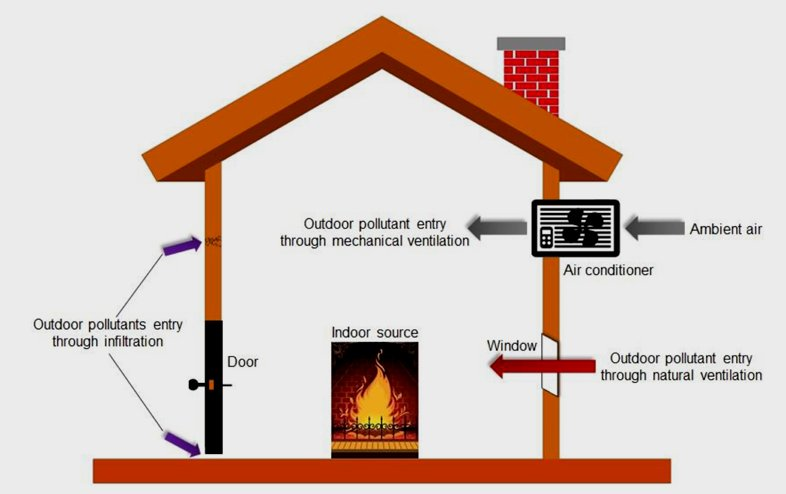 Outdoor pollutant entry
through mechanical ventilation
Ambient air
Air conditioner
Outdoor pollutants entry
through infiltration
Door
Indoor source
Window
Outdoor pollutant entry
through natural ventilation